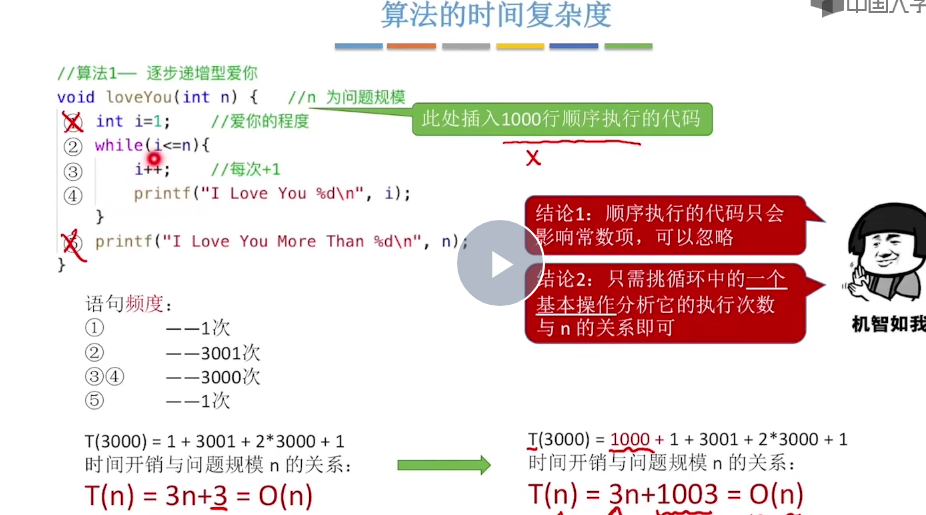 算法的时间复杂度
中国大学
//算法1—— 逐步递增型爱你
void loveYou(int n) { //n 为问题规模
int i=1; //爱你的程度
② while(i<=n){
③ i++; //每次+1
④ printf("I Love You %d\n", i);
}
printf("I Love You More Than %d\n", n);
}
此处插入1000行顺序执行的代码
x
结论1：顺序执行的代码只会
影响常数项，可以忽略
结论2：只需挑循环中的一个
基本操作分析它的执行次数
与 n 的关系即可
机智如我
语句频度：
① ——1次
② ——3001次
③④ ——3000次
⑤ ——1次
T(3000) = 1 + 3001 + 2*3000 + 1
时间开销与问题规模 n 的关系：
T(n) = 3n+3 = O(n)
T(3000) = 1000 + 1 + 3001 + 2*3000 + 1
时间开销与问题规模 n 的关系：
T(n) = 3n+1003 = O(n)